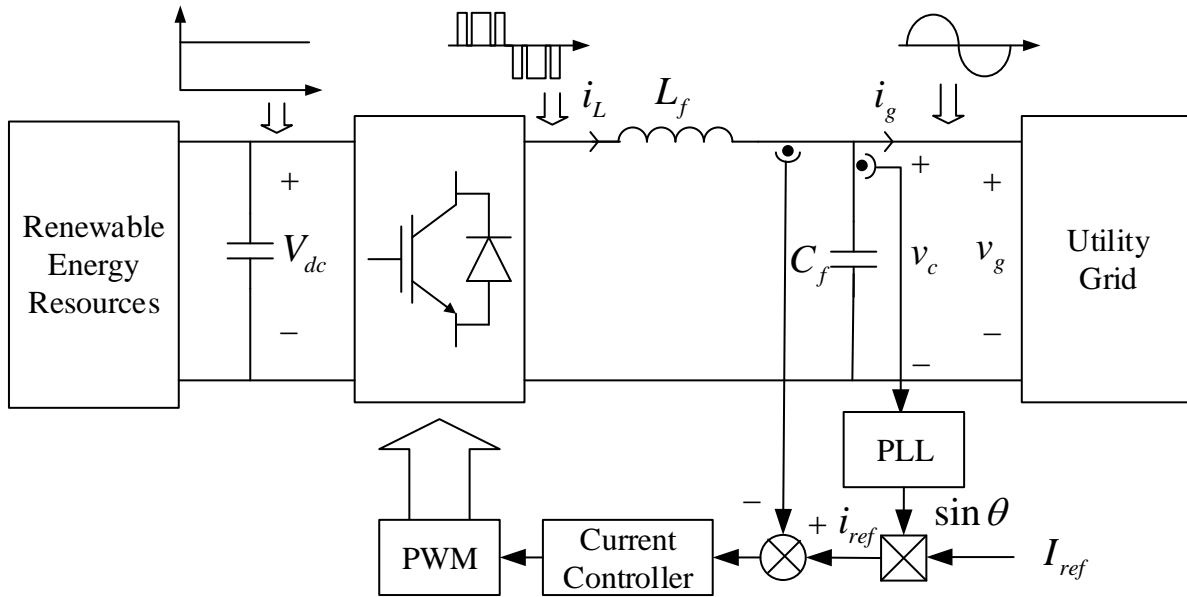 i_L
L_f
i_g
Renewable
Energy
Resources
+
V_dc
−
C_f
+
v_c
−
+
v_g
−
Utility
Grid
PLL
sin θ
−
+
i_ref
I_ref
PWM
Current
Controller